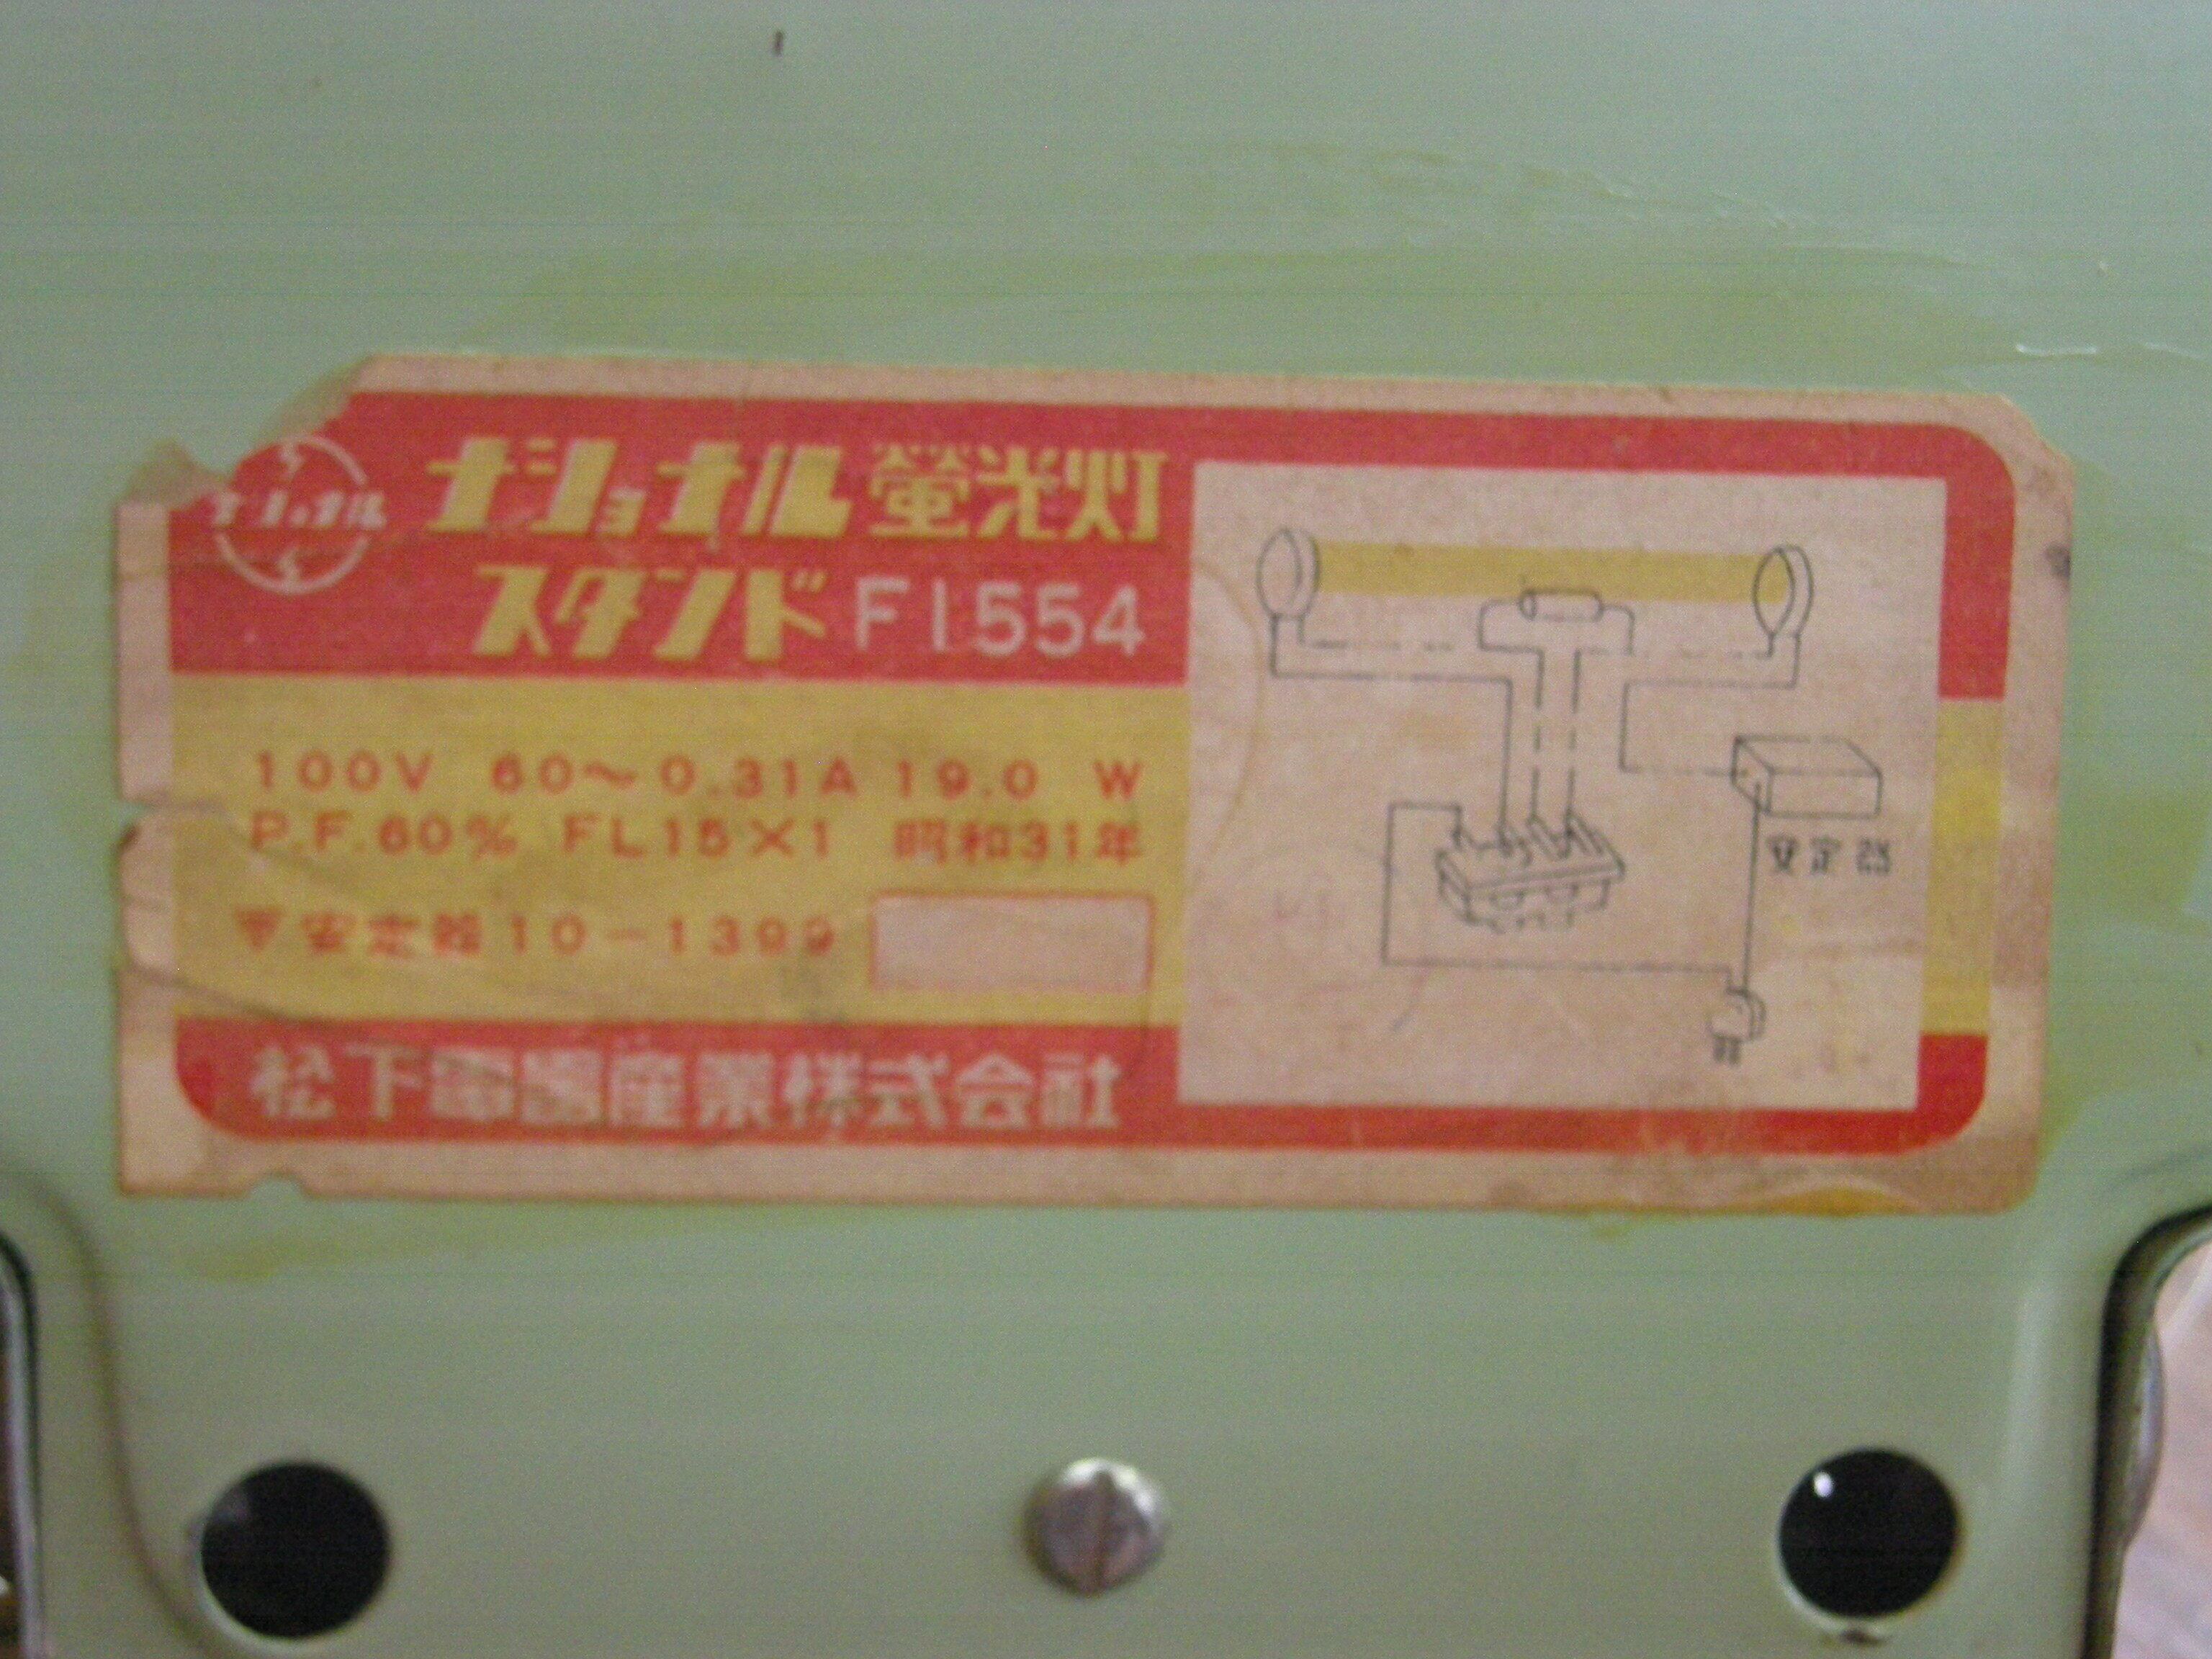 ナショナル
ナショナル螢光灯
スタンド F1554
100V 60～0.31A 19.0 W
P.F.60% FL15×1 昭和31年
〒安定器10-1399
松下電器産業株式会社
安定器